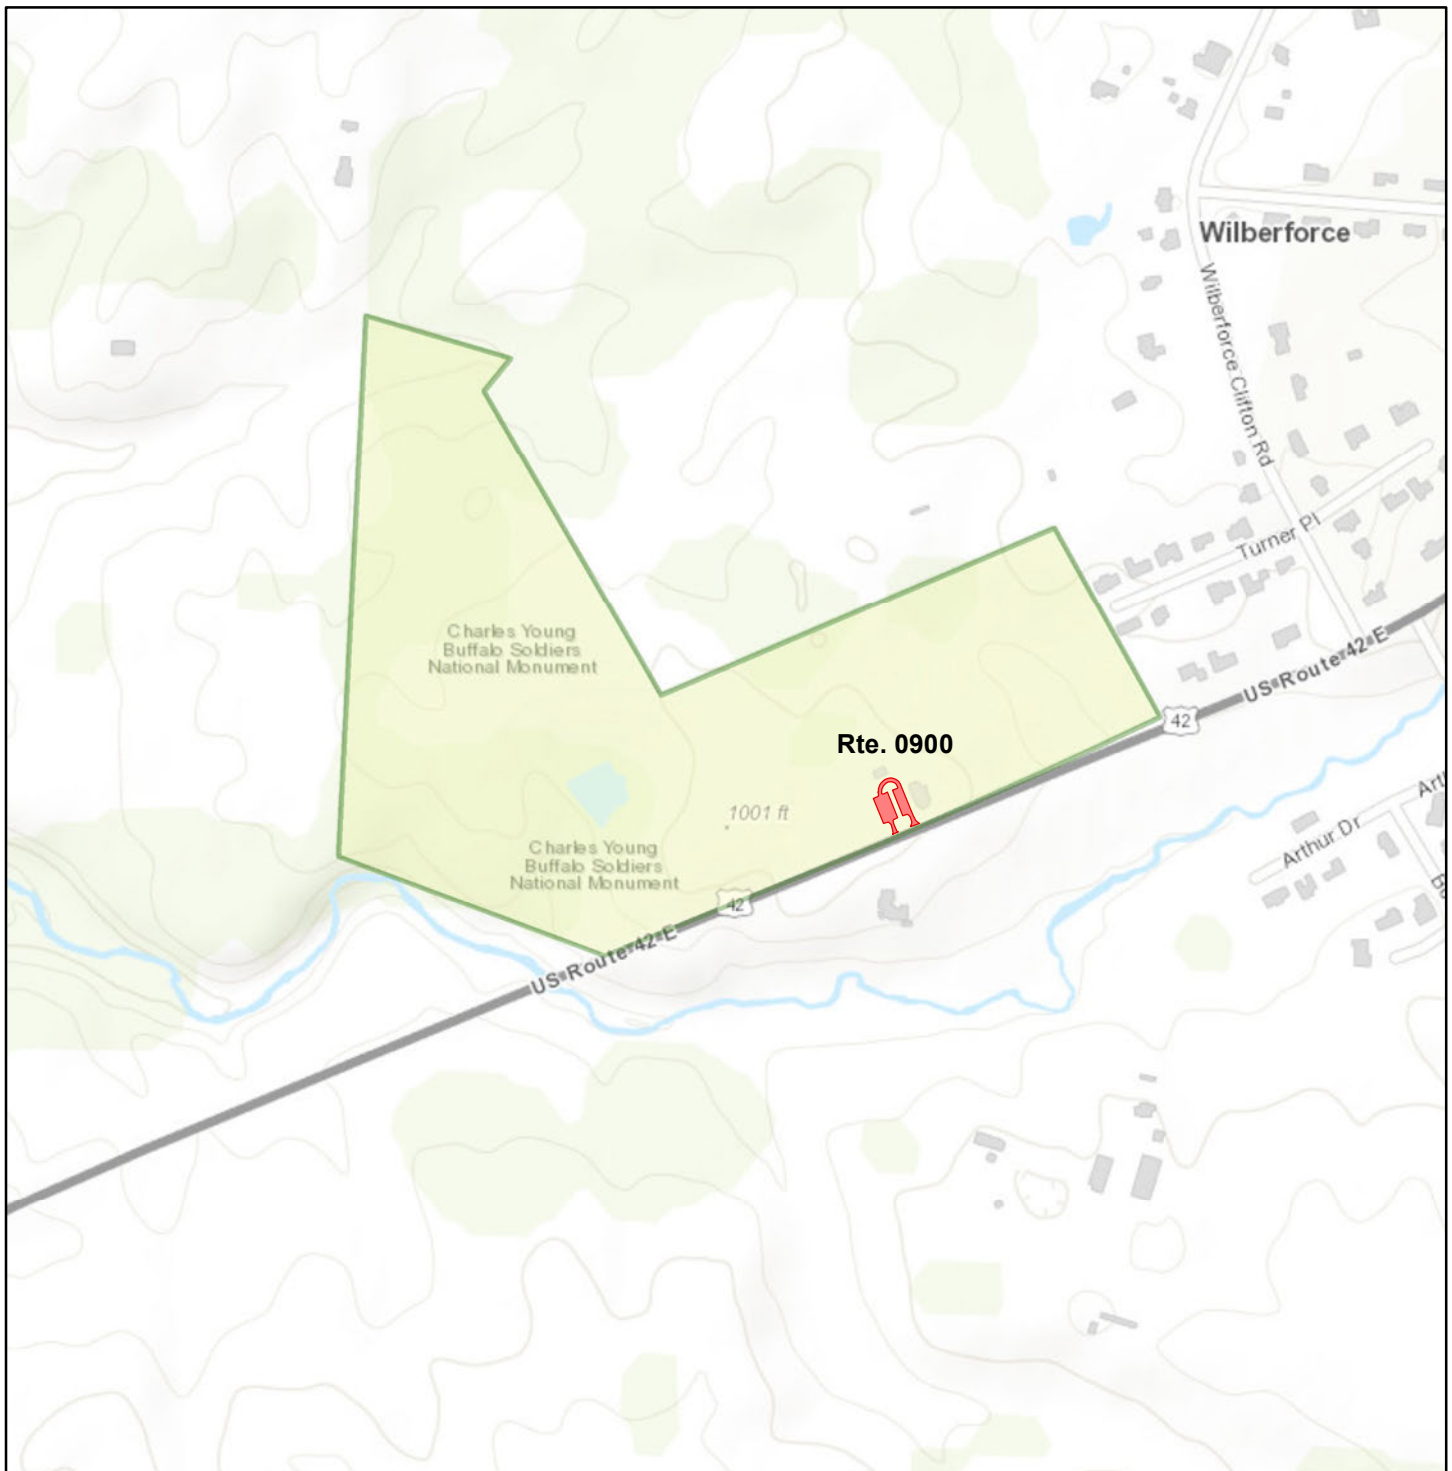 Wilberforce
Wilberforce Clifton Rd
Turner Pl
Charles Young
Buffalo Soldiers
National Monument
US Route 42 E
42
Rte. 0900
1001 ft
Charles Young
Buffalo Soldiers
National Monument
Arthur Dr
42
US Route 42 E